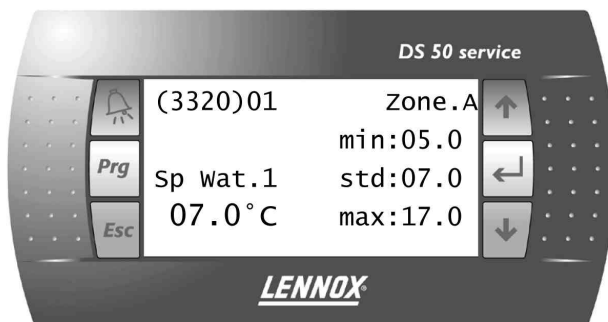 DS 50 service
(3320)01 Zone.A
min:05.0
Prg
Sp Wat.1 std:07.0
07.0°C max:17.0
Esc
LENNOX®